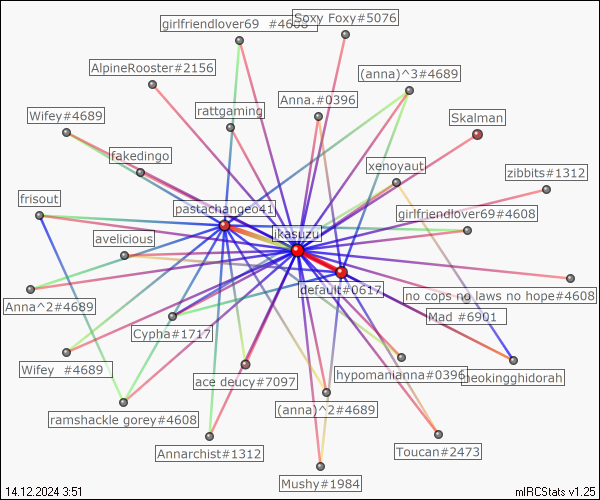 girlfriendlover69 #4608
Soxy Foxy#5076
AlpineRooster#2156
(anna)^3#4689
Anna.#0396
rattgaming
Wifey#4689
Skalman
fakedingo
xenoyaut
zibbits#1312
frisout
pastachangeo41
girlfriendlover69#4608
avelicious
jkasuzu
default#0617
no cops no laws no hope#4608
Anna^2#4689
Mad #6901
Cypha#1717
Wifey #4689
hypomanianna#0396
neokingghidorah
ace deucy#7097
(anna)^2#4689
ramshackle gorey#4608
Annarchist#1312
Toucan#2473
Mushy#1984
14.12.2024 3:51
mIRCStats v1.25